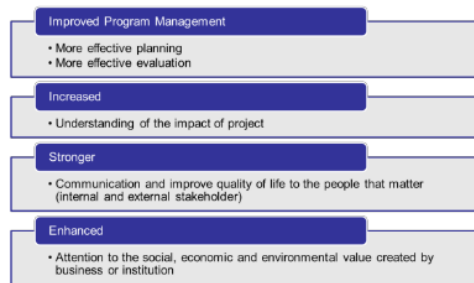 Improved Program Management
• More effective planning
• More effective evaluation
Increased
• Understanding of the impact of project
Stronger
• Communication and improve quality of life to the people that matter
(internal and external stakeholder)
Enhanced
• Attention to the social, economic and environmental value created by
business or institution